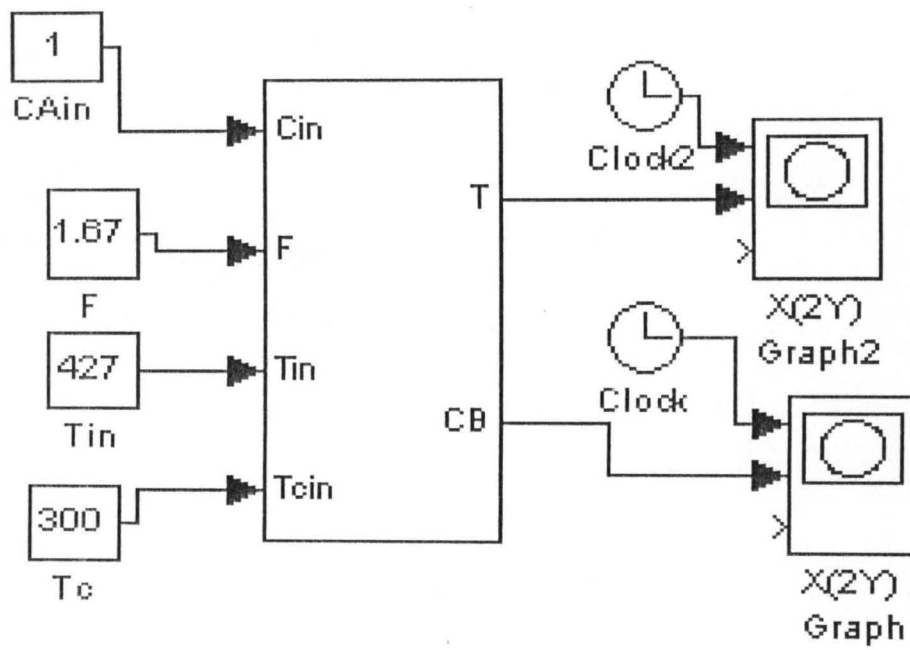 1
CAin
Cin
1.67
F
F
427
Tin
Tin
300
Tc
Tcin
T
CB
Clock2
X(2Y)
Graph2
Clock
X(2Y)
Graph